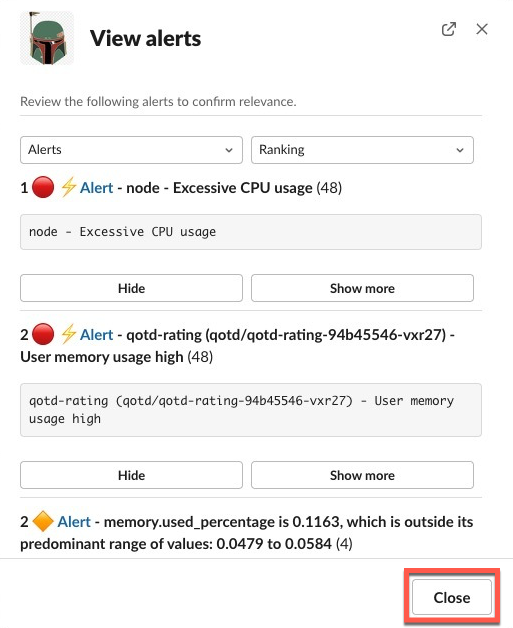 View alerts
Review the following alerts to confirm relevance.
Alerts
Ranking
1 Alert - node - Excessive CPU usage (48)
node - Excessive CPU usage
Hide
Show more
2 Alert - qotd-rating (qotd/qotd-rating-94b45546-vxr27) -
User memory usage high (48)
qotd-rating (qotd/qotd-rating-94b45546-vxr27) - User memory
usage high
Hide
Show more
2 Alert - memory.used_percentage is 0.1163, which is outside its
predominant range of values: 0.0479 to 0.0584 (4)
Close